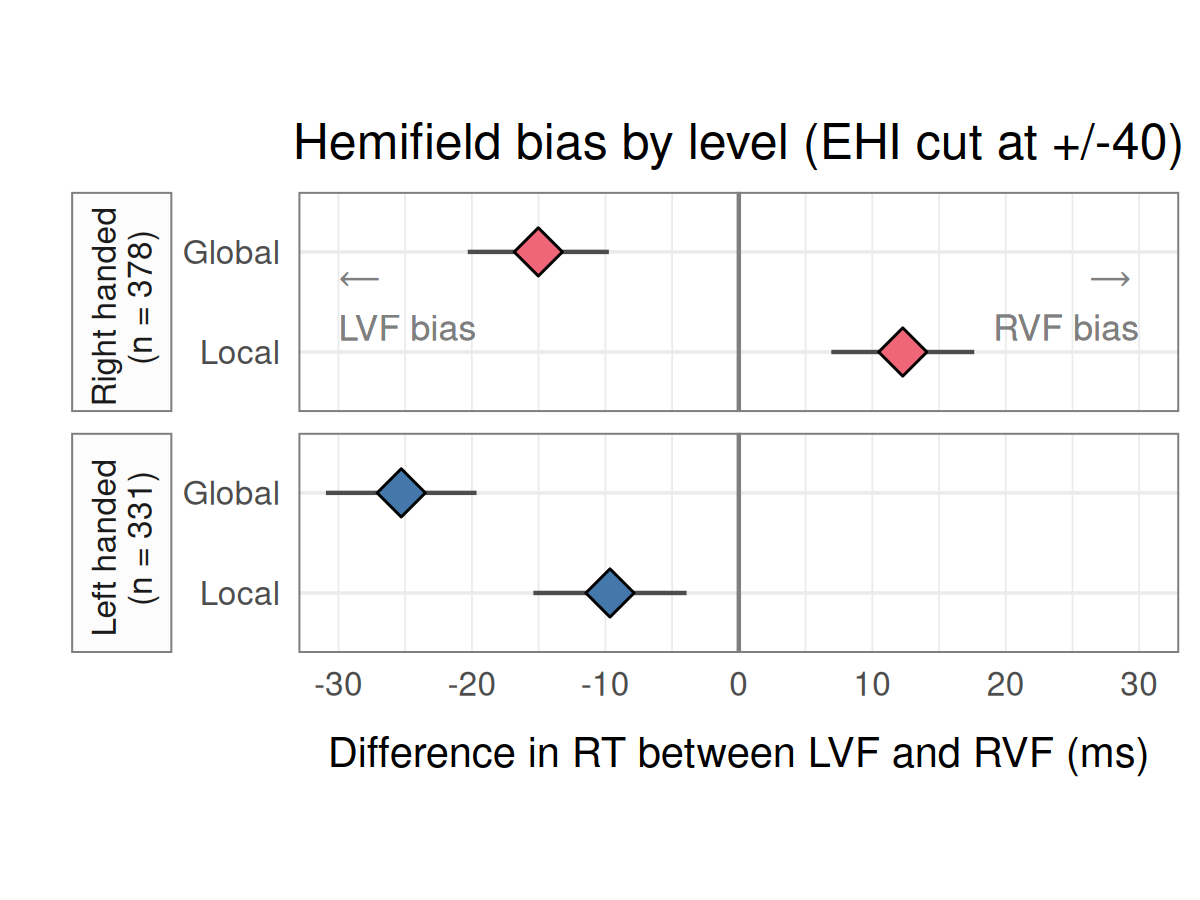 Hemifield bias by level (EHI cut at +/-40)
Right handed
(n = 378)
Global
Local
←
→
LVF bias
RVF bias
Left handed
(n = 331)
Global
Local
-30 -20 -10 0 10 20 30
Difference in RT between LVF and RVF (ms)